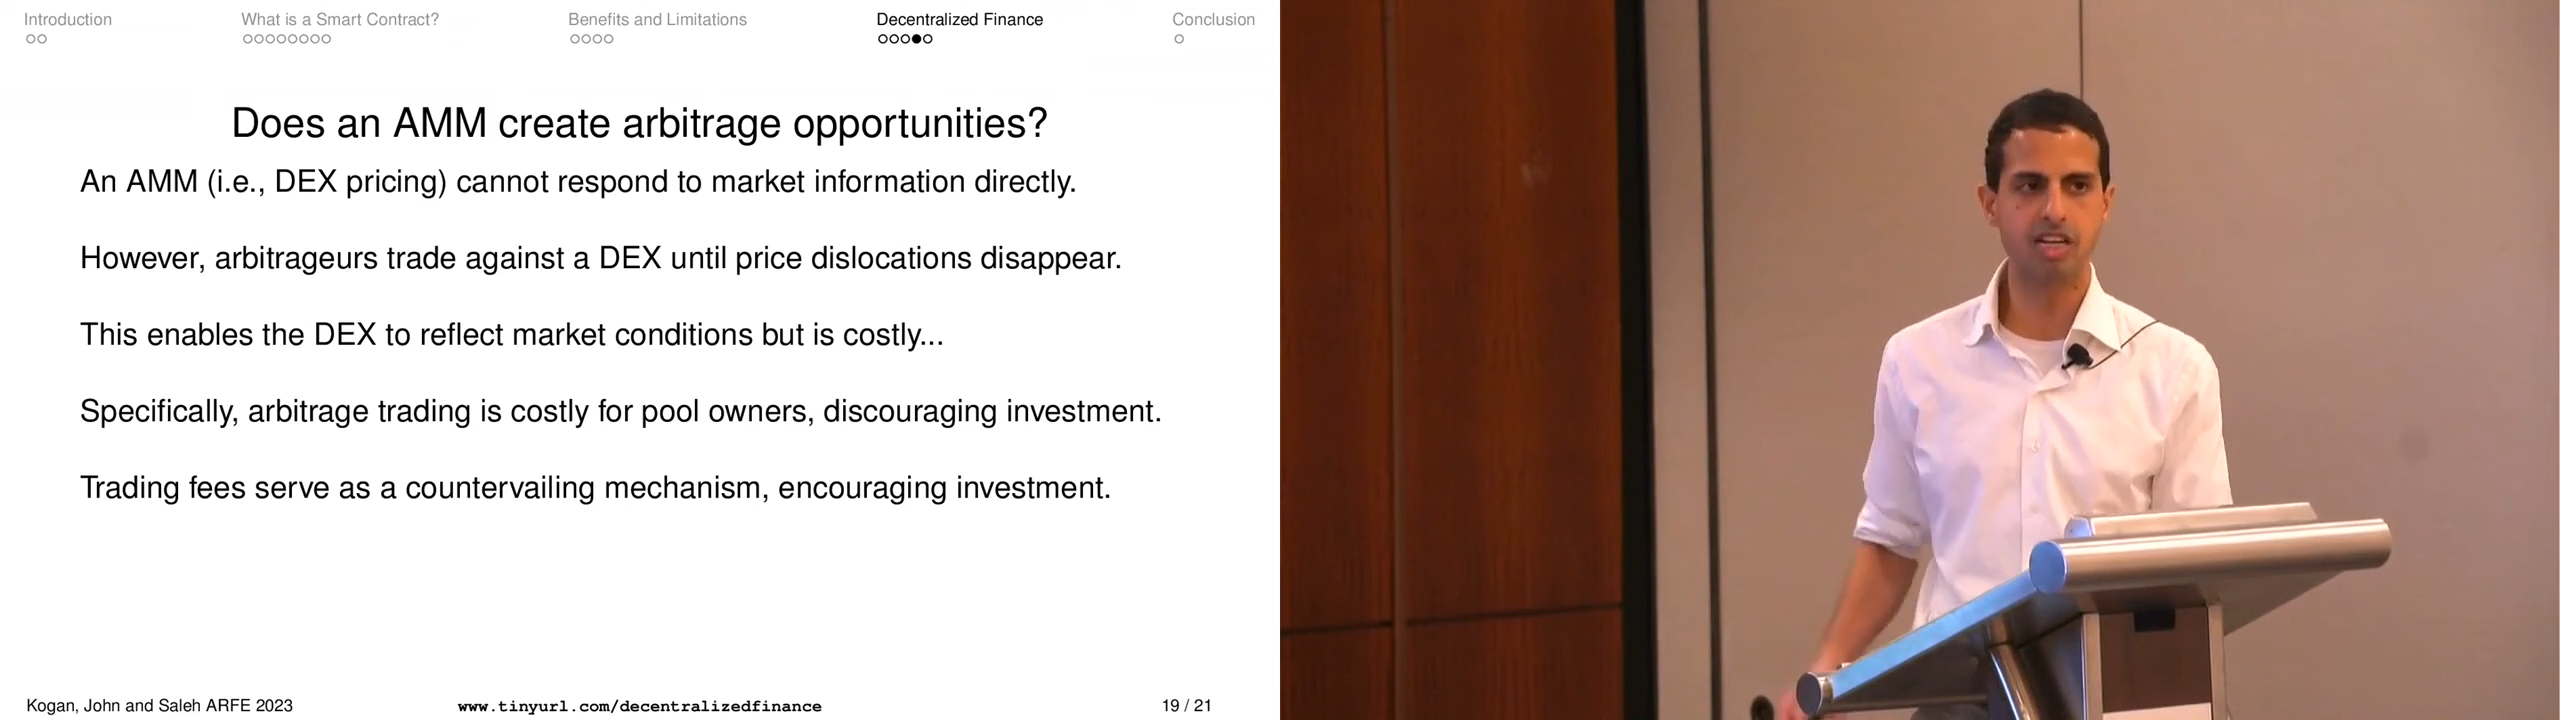 Introduction
What is a Smart Contract?
Benefits and Limitations
Decentralized Finance
Conclusion
Does an AMM create arbitrage opportunities?
An AMM (i.e., DEX pricing) cannot respond to market information directly.
However, arbitrageurs trade against a DEX until price dislocations disappear.
This enables the DEX to reflect market conditions but is costly...
Specifically, arbitrage trading is costly for pool owners, discouraging investment.
Trading fees serve as a countervailing mechanism, encouraging investment.
Kogan, John and Saleh ARFE 2023
www.tinyurl.com/decentralizedfinance
19 / 21